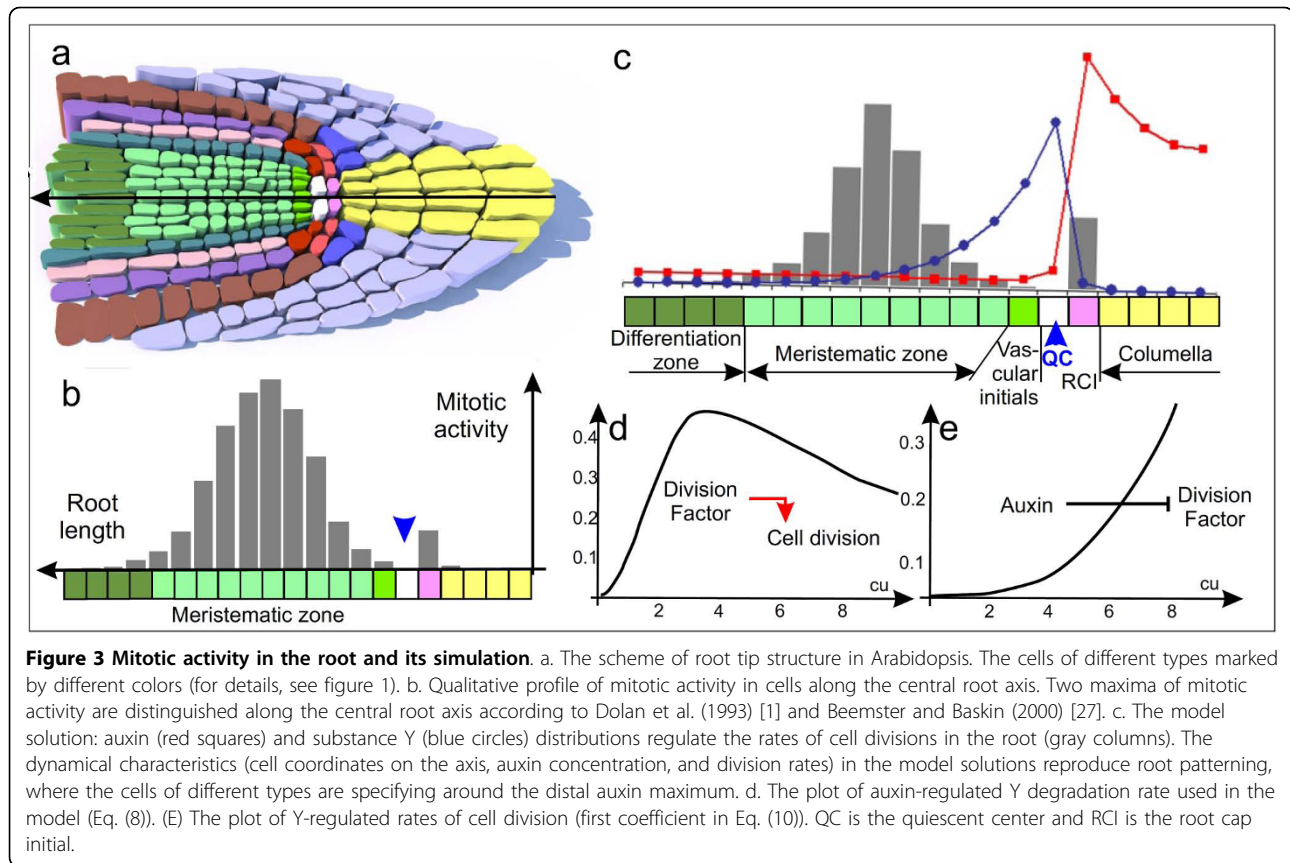 a
c
Differentiation
zone
Meristematic zone
Vas-
cular
initials
QC
RCI
Columella
b
Mitotic
activity
Root
length
Meristematic zone
d
0.4
0.3
0.2
0.1
Division
Factor
Cell division
2 4 6 8 cu
e
0.3
0.2
0.1
Auxin
Division
Factor
cu
2 4 6 8
Figure 3 Mitotic activity in the root and its simulation. a. The scheme of root tip structure in Arabidopsis. The cells of different types marked
by different colors (for details, see figure 1). b. Qualitative profile of mitotic activity in cells along the central root axis. Two maxima of mitotic
activity are distinguished along the central root axis according to Dolan et al. (1993) [1] and Beemster and Baskin (2000) [27]. c. The model
solution: auxin (red squares) and substance Y (blue circles) distributions regulate the rates of cell divisions in the root (gray columns). The
dynamical characteristics (cell coordinates on the axis, auxin concentration, and division rates) in the model solutions reproduce root patterning,
where the cells of different types are specifying around the distal auxin maximum. d. The plot of auxin-regulated Y degradation rate used in the
model (Eq. (8)). (E) The plot of Y-regulated rates of cell division (first coefficient in Eq. (10)). QC is the quiescent center and RCI is the root cap
initial.